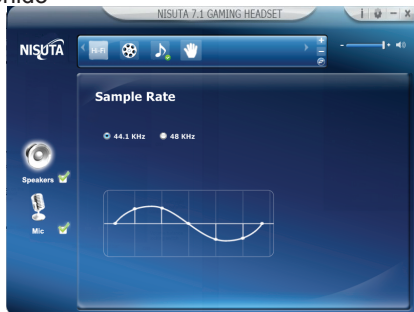 NISUTA 7.1 GAMING HEADSET
NISUTA
Hi-Fi
Sample Rate
44.1 KHz 48 KHz
Speakers
Mic